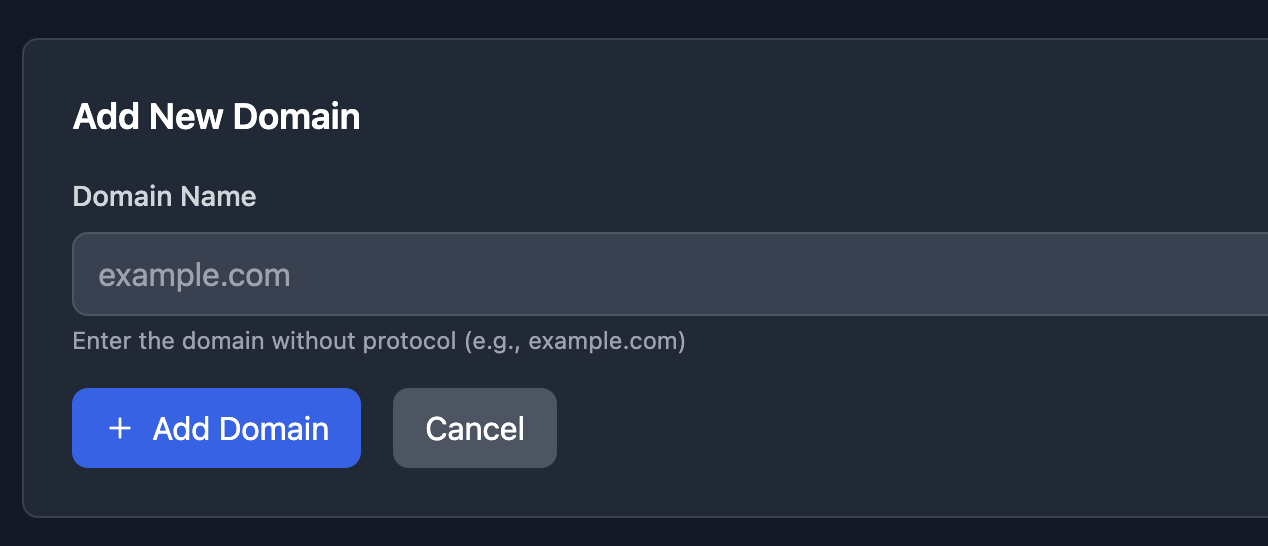 Add New Domain
Domain Name
example.com
Enter the domain without protocol (e.g., example.com)
+ Add Domain
Cancel